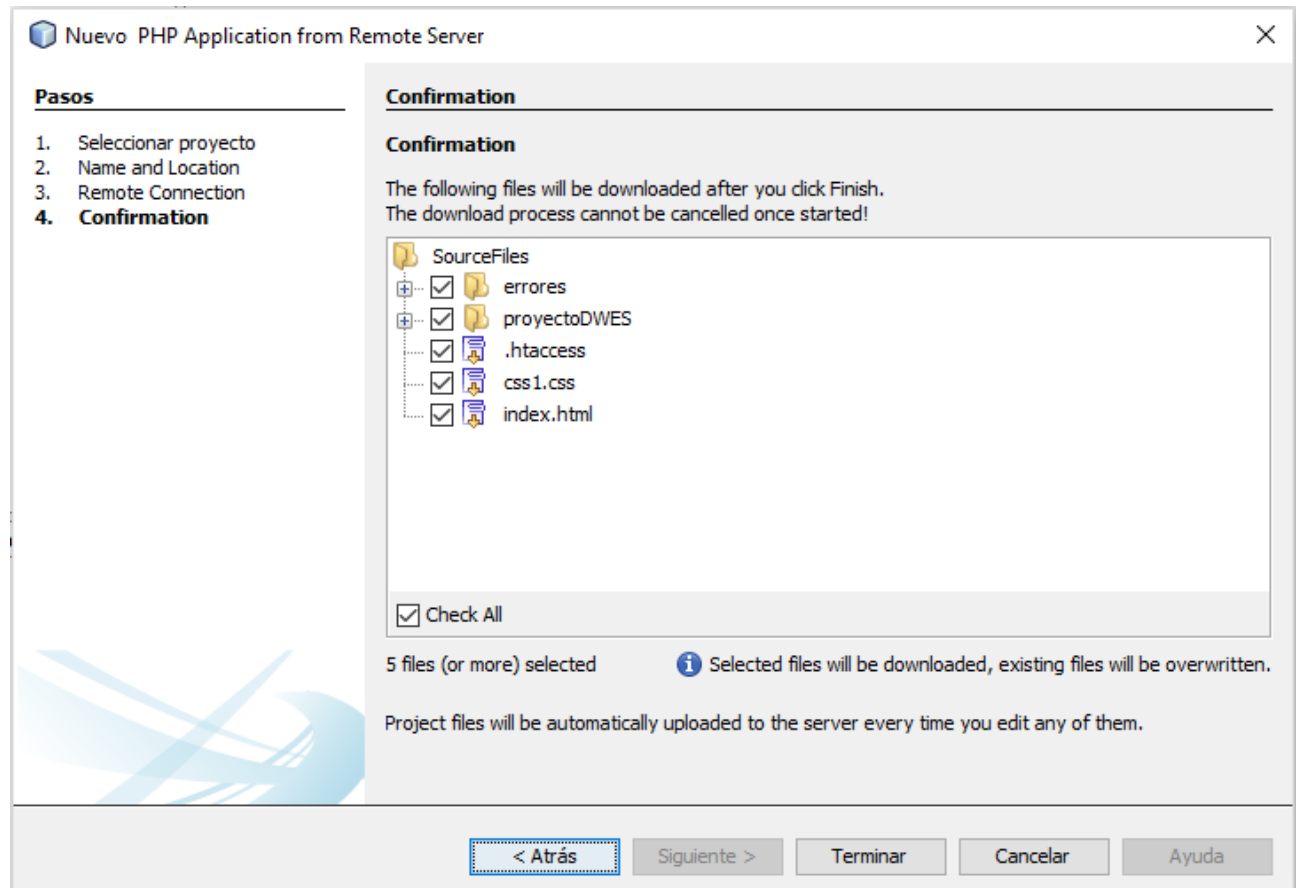 Nuevo PHP Application from Remote Server
Pasos
1. Seleccionar proyecto
2. Name and Location
3. Remote Connection
4. Confirmation
Confirmation
Confirmation
The following files will be downloaded after you click Finish.
The download process cannot be cancelled once started!
SourceFiles
errores
proyectoDWES
.htaccess
css1.css
index.html
Check All
5 files (or more) selected
Selected files will be downloaded, existing files will be overwritten.
Project files will be automatically uploaded to the server every time you edit any of them.
< Atrás
Siguiente >
Terminar
Cancelar
Ayuda